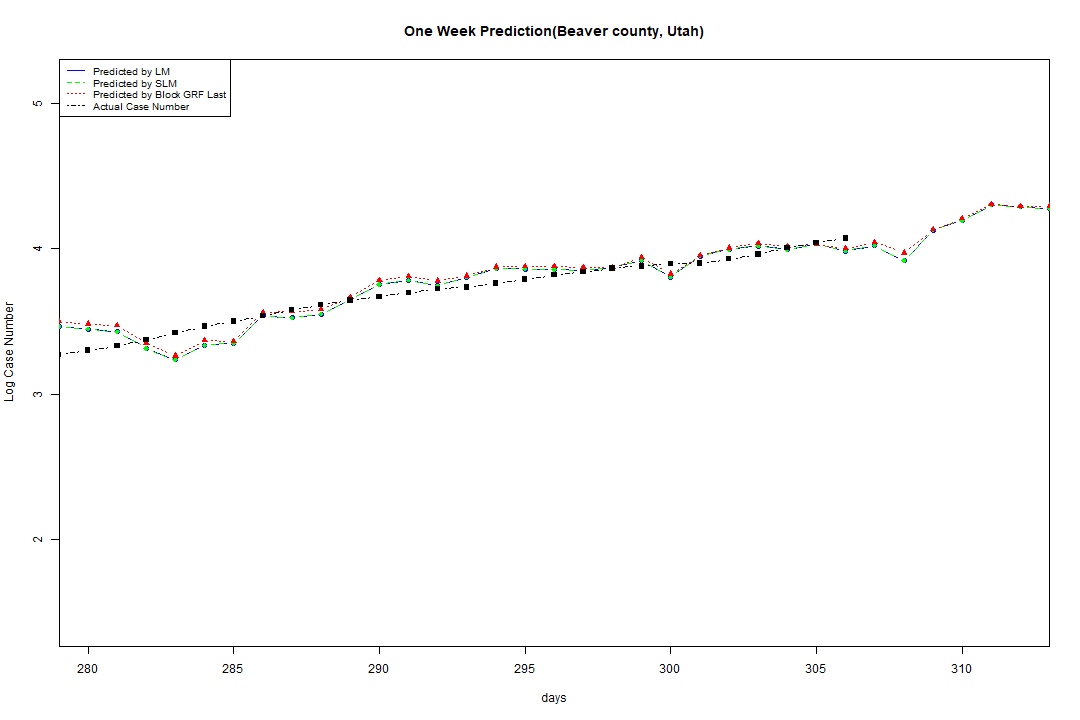 One Week Prediction(Beaver county, Utah)
Predicted by LM
Predicted by SLM
Predicted by Block GRF Last
Actual Case Number
5
4
3
2
Log Case Number
280 285 290 295 300 305 310
days